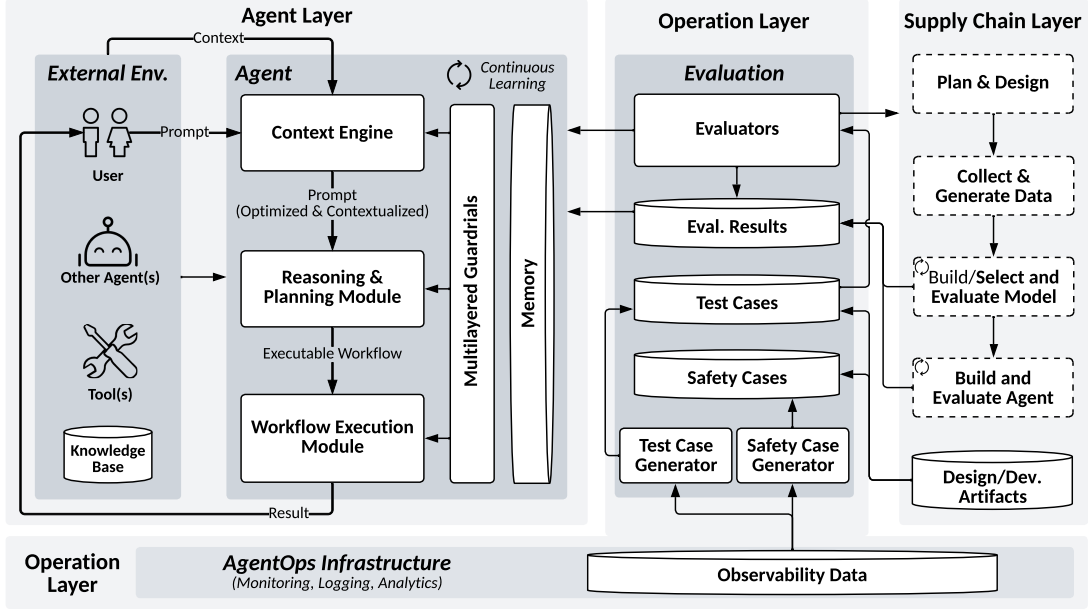 Agent Layer
Context
External Env.
Prompt
User
Other Agent(s)
Tool(s)
Knowledge
Base
Agent
Continuous
Learning
Context Engine
Prompt
(Optimized & Contextualized)
Reasoning &
Planning Module
Executable Workflow
Workflow Execution
Module
Result
Multilayered Guardrials
Memory
Operation Layer
Evaluation
Evaluators
Eval. Results
Test Cases
Safety Cases
Test Case
Generator
Safety Case
Generator
Supply Chain Layer
Plan & Design
Collect &
Generate Data
Build/Select and
Evaluate Model
Build and
Evaluate Agent
Design/Dev.
Artifacts
Operation
Layer
AgentOps Infrastructure
(Monitoring, Logging, Analytics)
Observability Data